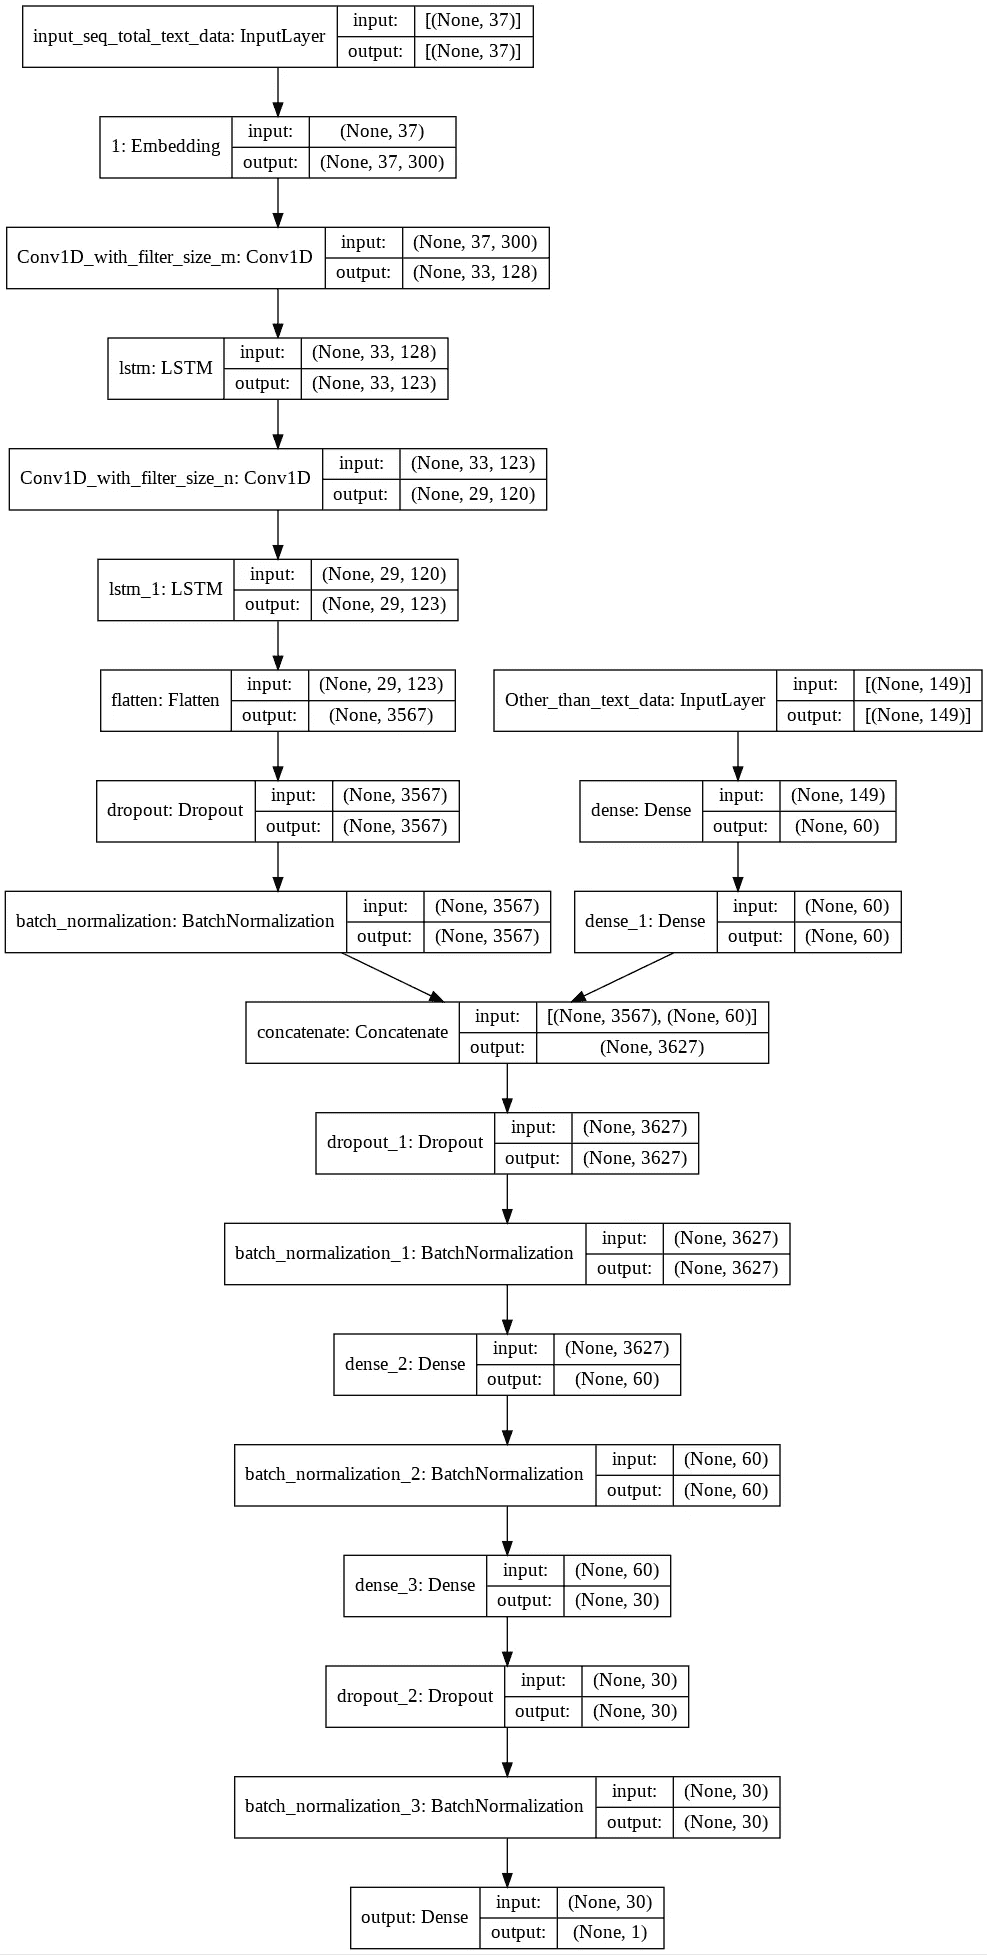 input_seq_total_text_data: InputLayer
input: [(None, 37)]
output: [(None, 37)]
1: Embedding
input: (None, 37)
output: (None, 37, 300)
Conv1D_with_filter_size_m: Conv1D
input: (None, 37, 300)
output: (None, 33, 128)
lstm: LSTM
input: (None, 33, 128)
output: (None, 33, 123)
Conv1D_with_filter_size_n: Conv1D
input: (None, 33, 123)
output: (None, 29, 120)
lstm_1: LSTM
input: (None, 29, 120)
output: (None, 29, 123)
flatten: Flatten
input: (None, 29, 123)
output: (None, 3567)
Other_than_text_data: InputLayer
input: [(None, 149)]
output: [(None, 149)]
dropout: Dropout
input: (None, 3567)
output: (None, 3567)
dense: Dense
input: (None, 149)
output: (None, 60)
batch_normalization: BatchNormalization
input: (None, 3567)
output: (None, 3567)
dense_1: Dense
input: (None, 60)
output: (None, 60)
concatenate: Concatenate
input: [(None, 3567), (None, 60)]
output: (None, 3627)
dropout_1: Dropout
input: (None, 3627)
output: (None, 3627)
batch_normalization_1: BatchNormalization
input: (None, 3627)
output: (None, 3627)
dense_2: Dense
input: (None, 3627)
output: (None, 60)
batch_normalization_2: BatchNormalization
input: (None, 60)
output: (None, 60)
dense_3: Dense
input: (None, 60)
output: (None, 30)
dropout_2: Dropout
input: (None, 30)
output: (None, 30)
batch_normalization_3: BatchNormalization
input: (None, 30)
output: (None, 30)
output: Dense
input: (None, 30)
output: (None, 1)